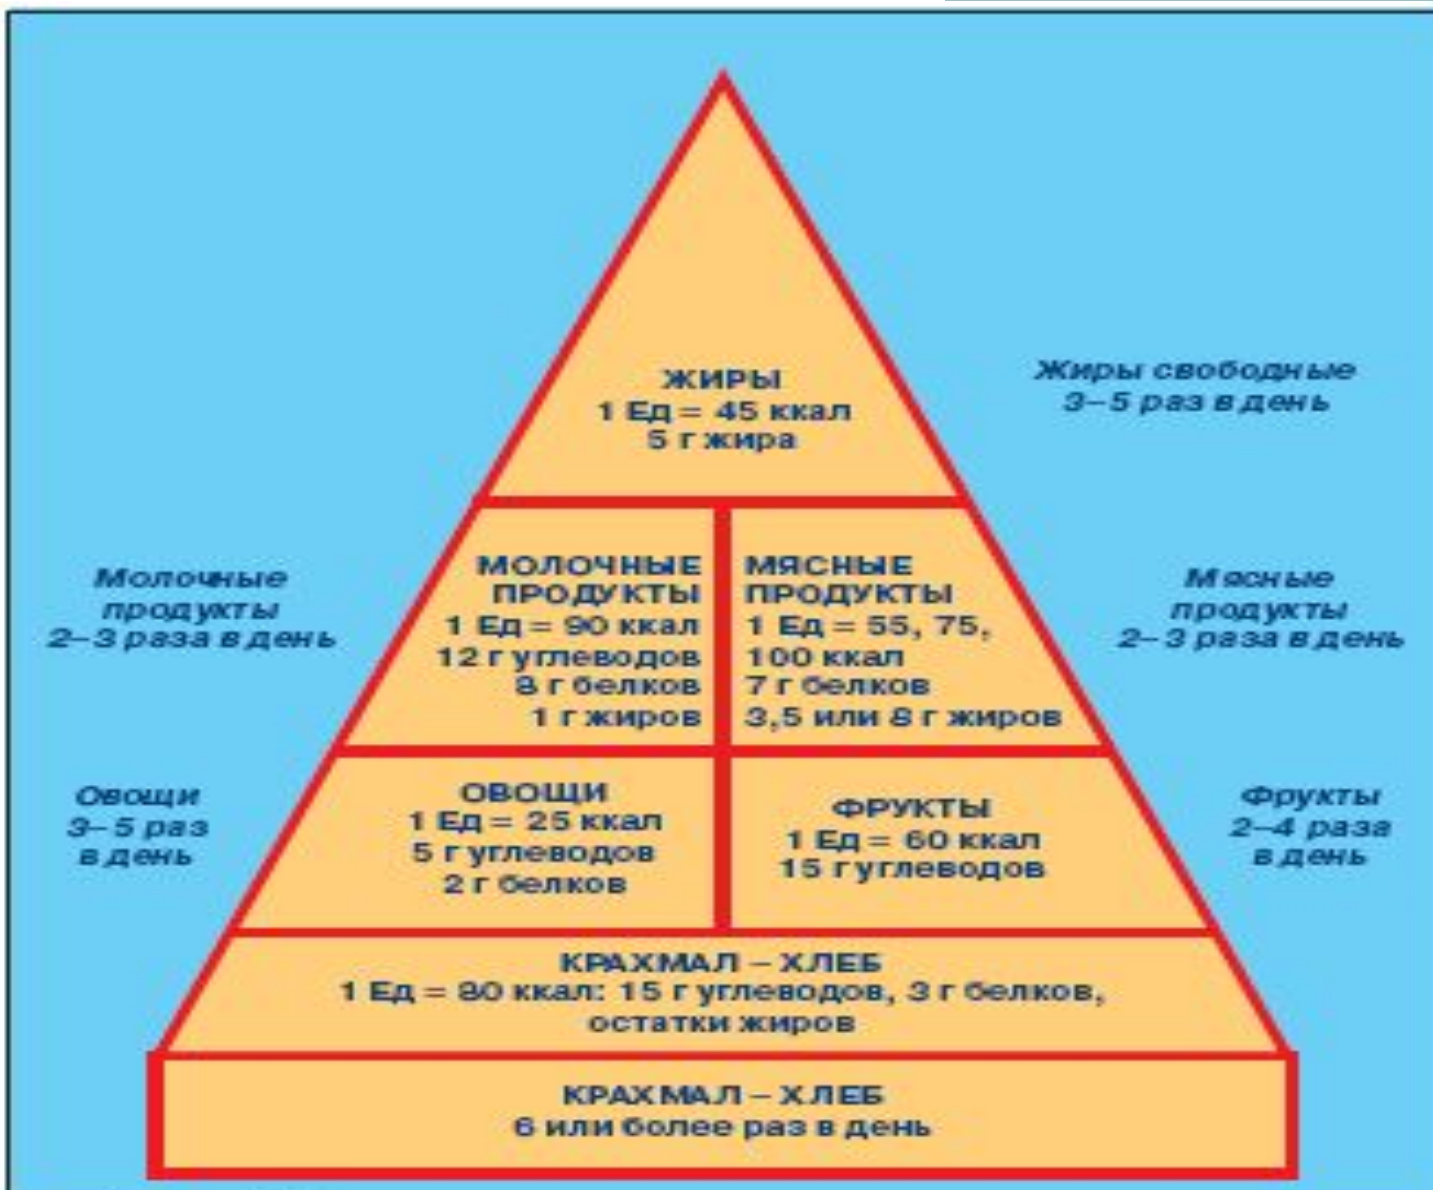 ЖИРЫ
1 Ед = 45 ккал
5 г жира
Жиры свободные
3–5 раз в день
Молочные
продукты
2–3 раза в день
МОЛОЧНЫЕ
ПРОДУКТЫ
1 Ед = 90 ккал
12 г углеводов
8 г белков
1 г жиров
МЯСНЫЕ
ПРОДУКТЫ
1 Ед = 55, 75,
100 ккал
7 г белков
3,5 или 8 г жиров
Мясные
продукты
2–3 раза в день
Овощи
3–5 раз
в день
ОВОЩИ
1 Ед = 25 ккал
5 г углеводов
2 г белков
ФРУКТЫ
1 Ед = 60 ккал
15 г углеводов
Фрукты
2–4 раза
в день
КРАХМАЛ – ХЛЕБ
1 Ед = 80 ккал: 15 г углеводов, 3 г белков,
остатки жиров
КРАХМАЛ – ХЛЕБ
6 или более раз в день